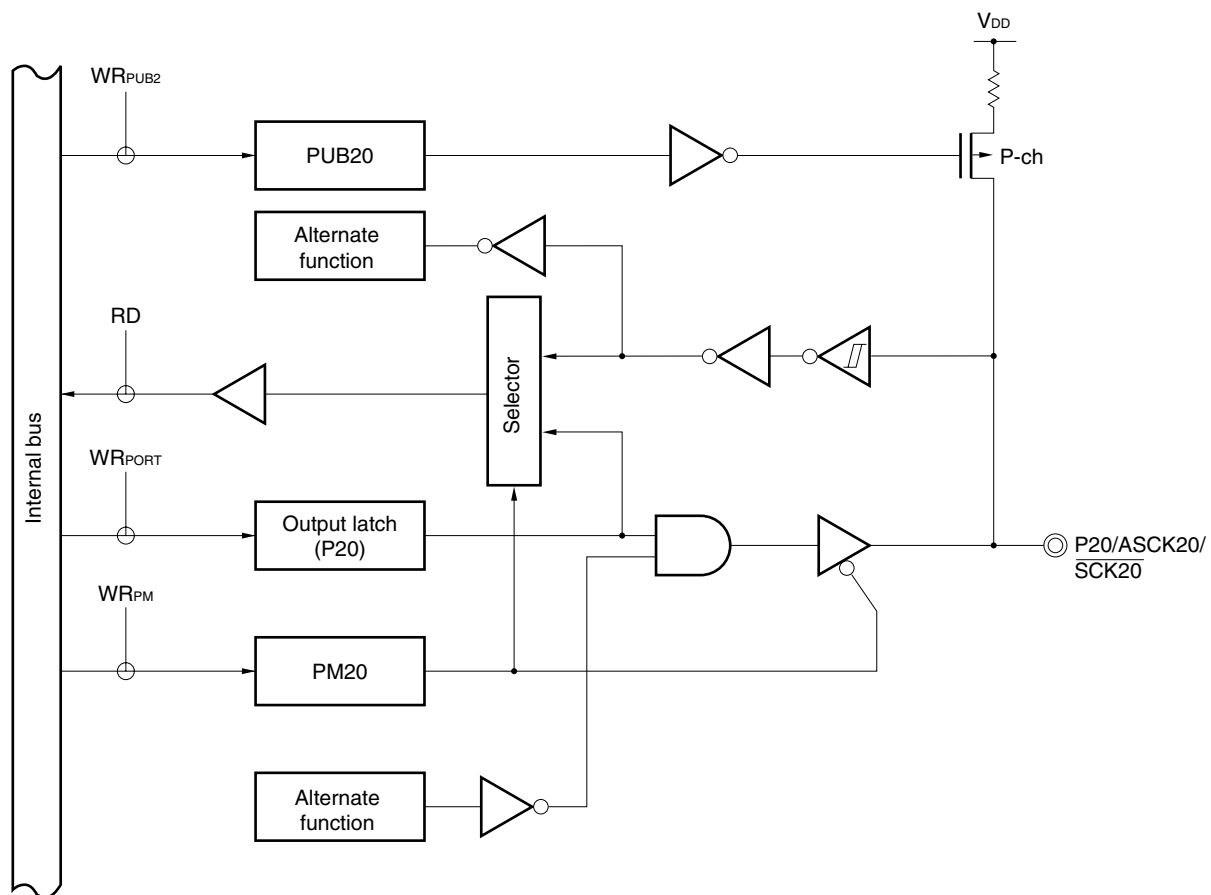 VDD
WRPUB2
PUB20
P-ch
Alternate
function
RD
Selector
Internal bus
WRPORT
Output latch
(P20)
P20/ASCK20/
SCK20
WRPM
PM20
Alternate
function